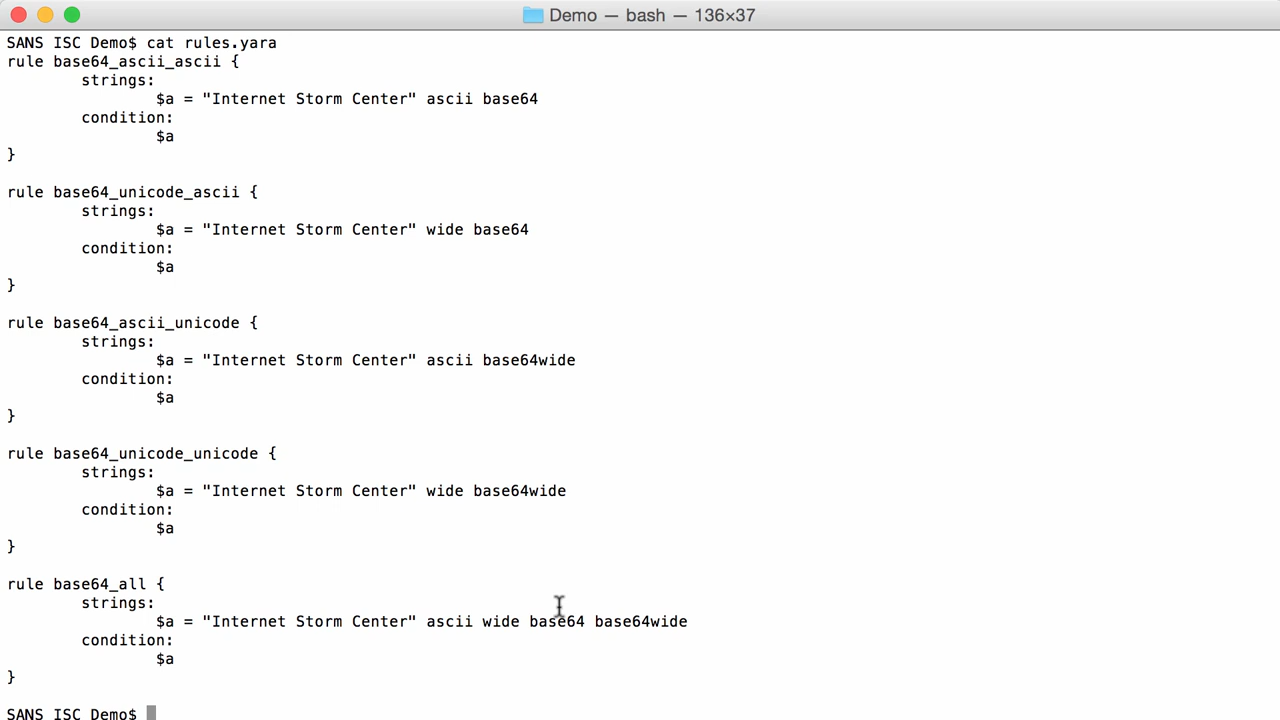 Demo — bash — 136×37
SANS ISC Demo$ cat rules.yara
rule base64_ascii_ascii {
        strings:
                $a = "Internet Storm Center" ascii base64
        condition:
                $a
}

rule base64_unicode_ascii {
        strings:
                $a = "Internet Storm Center" wide base64
        condition:
                $a
}

rule base64_ascii_unicode {
        strings:
                $a = "Internet Storm Center" ascii base64wide
        condition:
                $a
}

rule base64_unicode_unicode {
        strings:
                $a = "Internet Storm Center" wide base64wide
        condition:
                $a
}

rule base64_all {
        strings:
                $a = "Internet Storm Center" ascii wide base64 base64wide
        condition:
                $a
}

SANS ISC Demo$